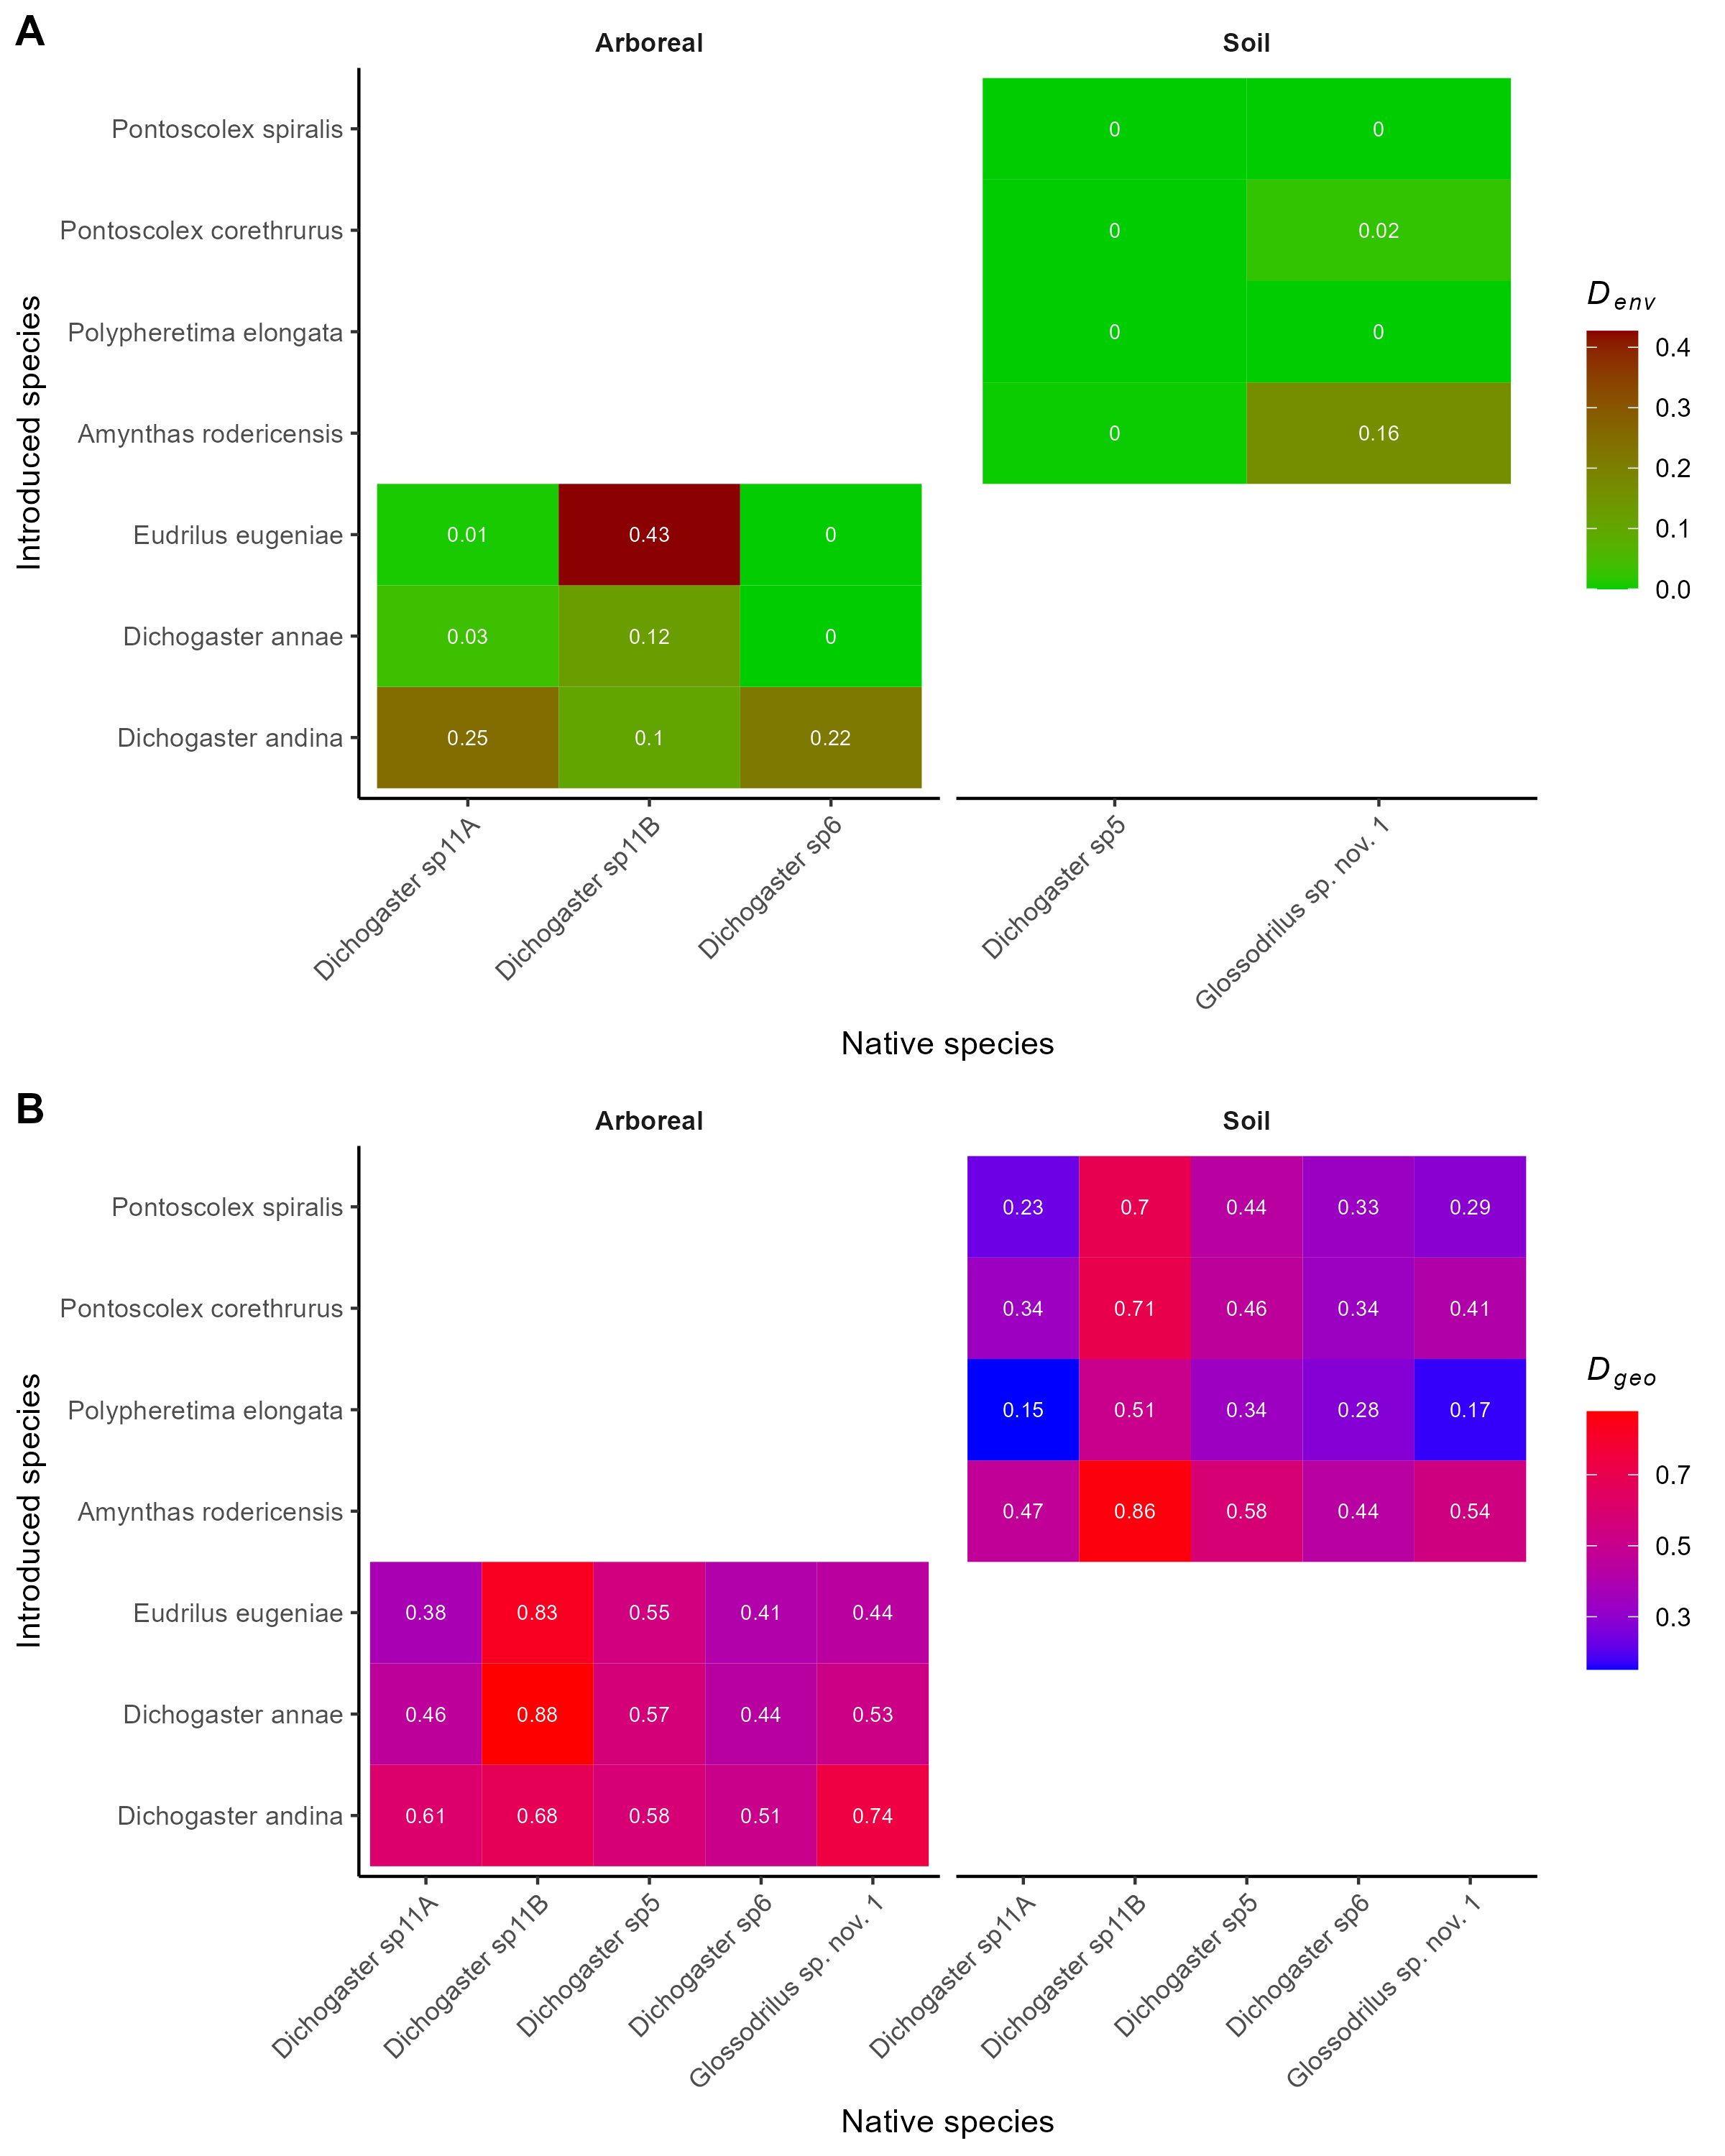 A
Arboreal Soil
Introduced species
Pontoscolex spiralis 0 0
Pontoscolex corethrurus 0 0.02
Polypheretima elongata 0 0
Amynthas rodericensis 0 0.16
Eudrilus eugeniae 0.01 0.43 0
Dichogaster annae 0.03 0.12 0
Dichogaster andina 0.25 0.1 0.22
D env
0.4
0.3
0.2
0.1
0.0
Dichogaster sp11A
Dichogaster sp11B
Dichogaster sp6
Dichogaster sp5
Glossodrilus sp. nov. 1
Native species
B
Arboreal Soil
Introduced species
Pontoscolex spiralis 0.23 0.7 0.44 0.33 0.29
Pontoscolex corethrurus 0.34 0.71 0.46 0.34 0.41
Polypheretima elongata 0.15 0.51 0.34 0.28 0.17
Amynthas rodericensis 0.47 0.86 0.58 0.44 0.54
Eudrilus eugeniae 0.38 0.83 0.55 0.41 0.44
Dichogaster annae 0.46 0.88 0.57 0.44 0.53
Dichogaster andina 0.61 0.68 0.58 0.51 0.74
D geo
0.7
0.5
0.3
Dichogaster sp11A
Dichogaster sp11B
Dichogaster sp5
Dichogaster sp6
Glossodrilus sp. nov. 1
Dichogaster sp11A
Dichogaster sp11B
Dichogaster sp5
Dichogaster sp6
Glossodrilus sp. nov. 1
Native species